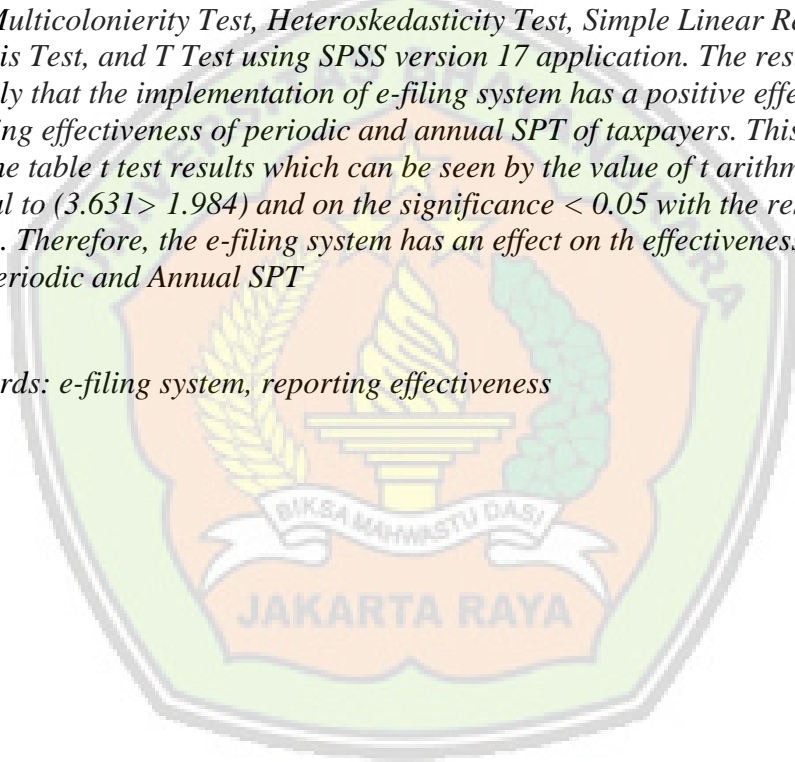 Multicolonierity Test, Heteroskedasticity Test, Simple Linear Re
is Test, and T Test using SPSS version 17 application. The res
ly that the implementation of e-filing system has a positive effe
ing effectiveness of periodic and annual SPT of taxpayers. This
he table t test results which can be seen by the value of t arithm
al to (3.631> 1.984) and on the significance < 0.05 with the re
. Therefore, the e-filing system has an effect on th effectiveness
eriodic and Annual SPT
rds: e-filing system, reporting effectiveness
UNIVERSITAS BHAYANGKARA
BIKSA MAHWASTU DASI
JAKARTA RAYA